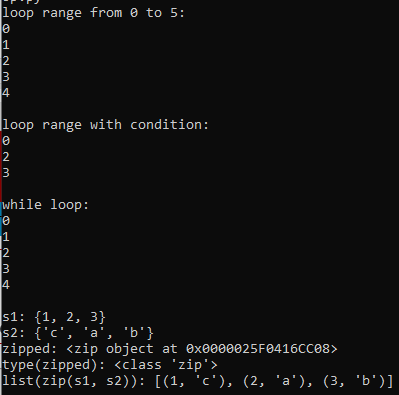 loop range from 0 to 5:
0
1
2
3
4
loop range with condition:
0
2
3
while loop:
0
1
2
3
4
s1: {1, 2, 3}
s2: {'c', 'a', 'b'}
zipped: <zip object at 0x0000025F0416CC08>
type(zipped): <class 'zip'>
list(zip(s1, s2)): [(1, 'c'), (2, 'a'), (3, 'b')]